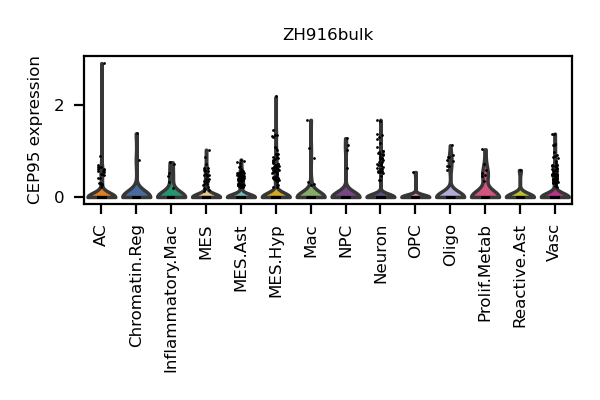 ZH916bulk
CEP95 expression
2
0
AC
Chromatin.Reg
Inflammatory.Mac
MES
MES.Ast
MES.Hyp
Mac
NPC
Neuron
OPC
Oligo
Prolif.Metab
Reactive.Ast
Vasc